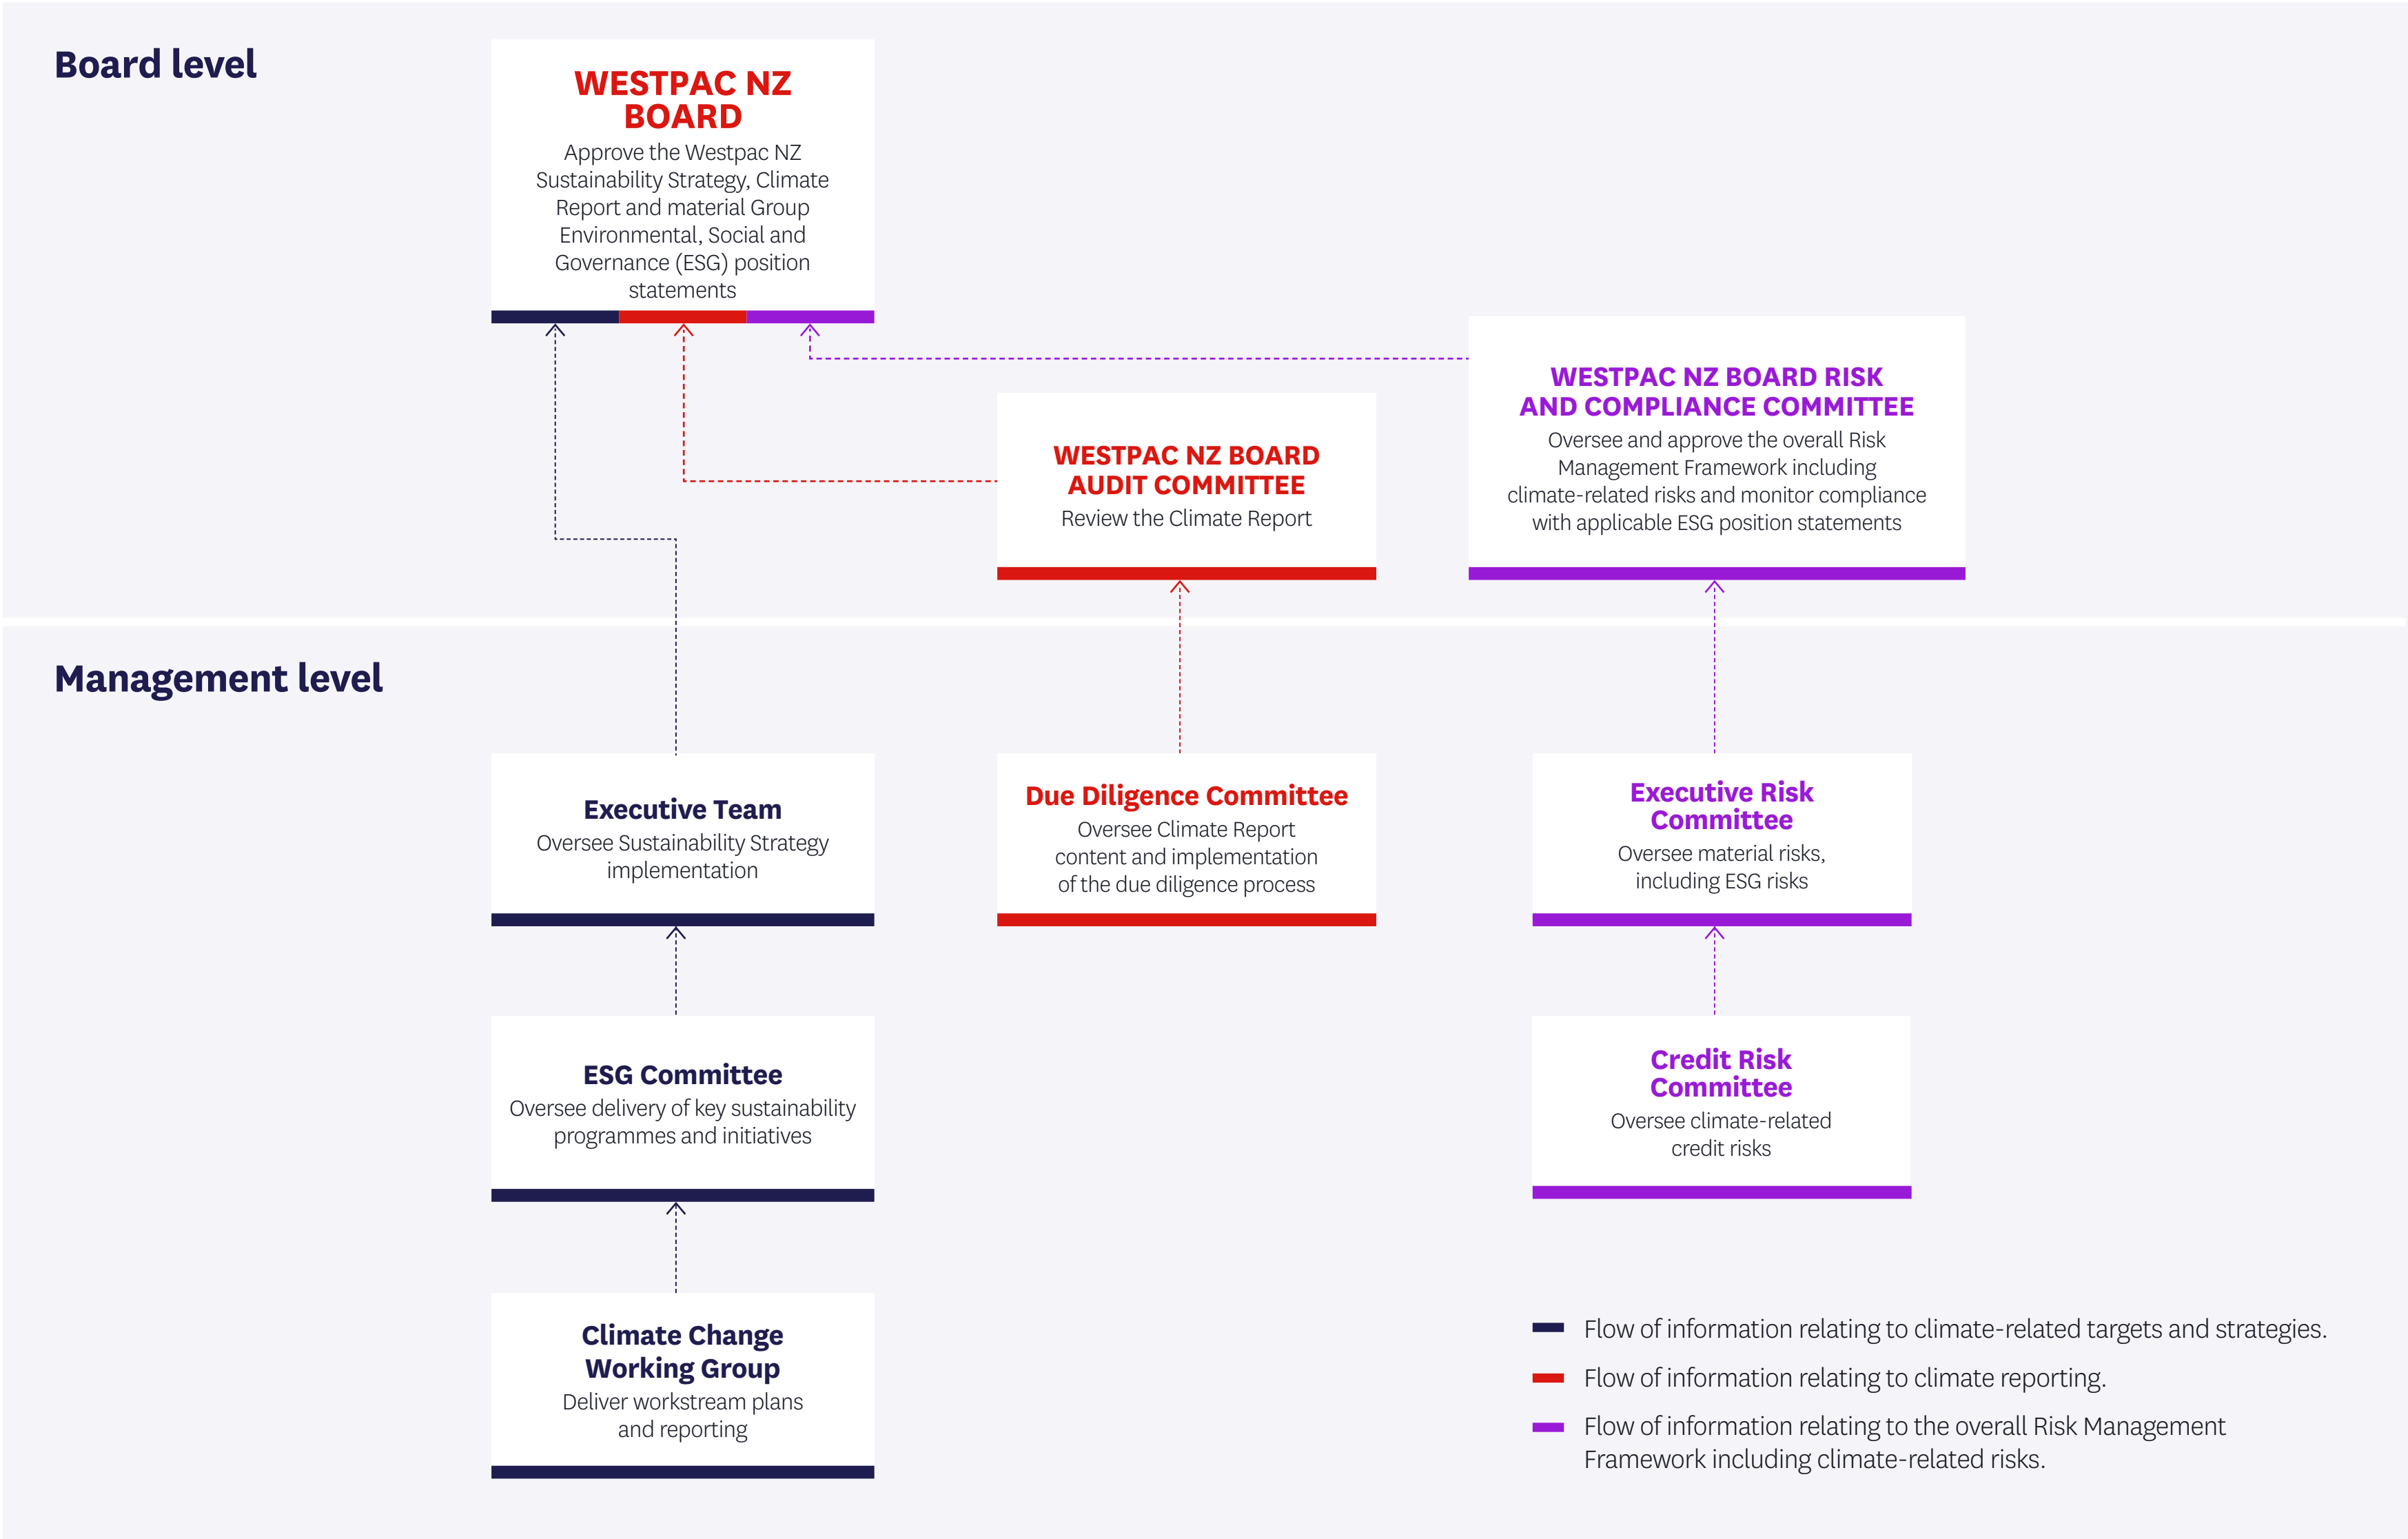 Board level
WESTPAC NZ
BOARD
Approve the Westpac NZ
Sustainability Strategy, Climate
Report and material Group
Environmental, Social and
Governance (ESG) position
statements
WESTPAC NZ BOARD
AUDIT COMMITTEE
Review the Climate Report
WESTPAC NZ BOARD RISK
AND COMPLIANCE COMMITTEE
Oversee and approve the overall Risk
Management Framework including
climate-related risks and monitor compliance
with applicable ESG position statements
Management level
Executive Team
Oversee Sustainability Strategy
implementation
Due Diligence Committee
Oversee Climate Report
content and implementation
of the due diligence process
Executive Risk
Committee
Oversee material risks,
including ESG risks
ESG Committee
Oversee delivery of key sustainability
programmes and initiatives
Credit Risk
Committee
Oversee climate-related
credit risks
Climate Change
Working Group
Deliver workstream plans
and reporting
Flow of information relating to climate-related targets and strategies.
Flow of information relating to climate reporting.
Flow of information relating to the overall Risk Management
Framework including climate-related risks.